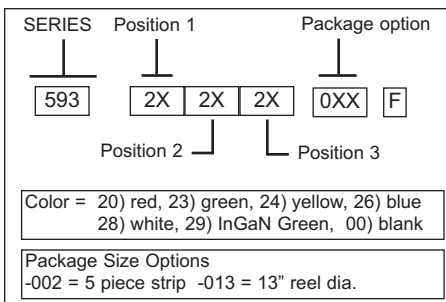 SERIES Position 1 Package option
593 2X 2X 2X 0XX F
Position 2 Position 3
Color = 20) red, 23) green, 24) yellow, 26) blue
28) white, 29) InGaN Green, 00) blank
Package Size Options
-002 = 5 piece strip -013 = 13” reel dia.